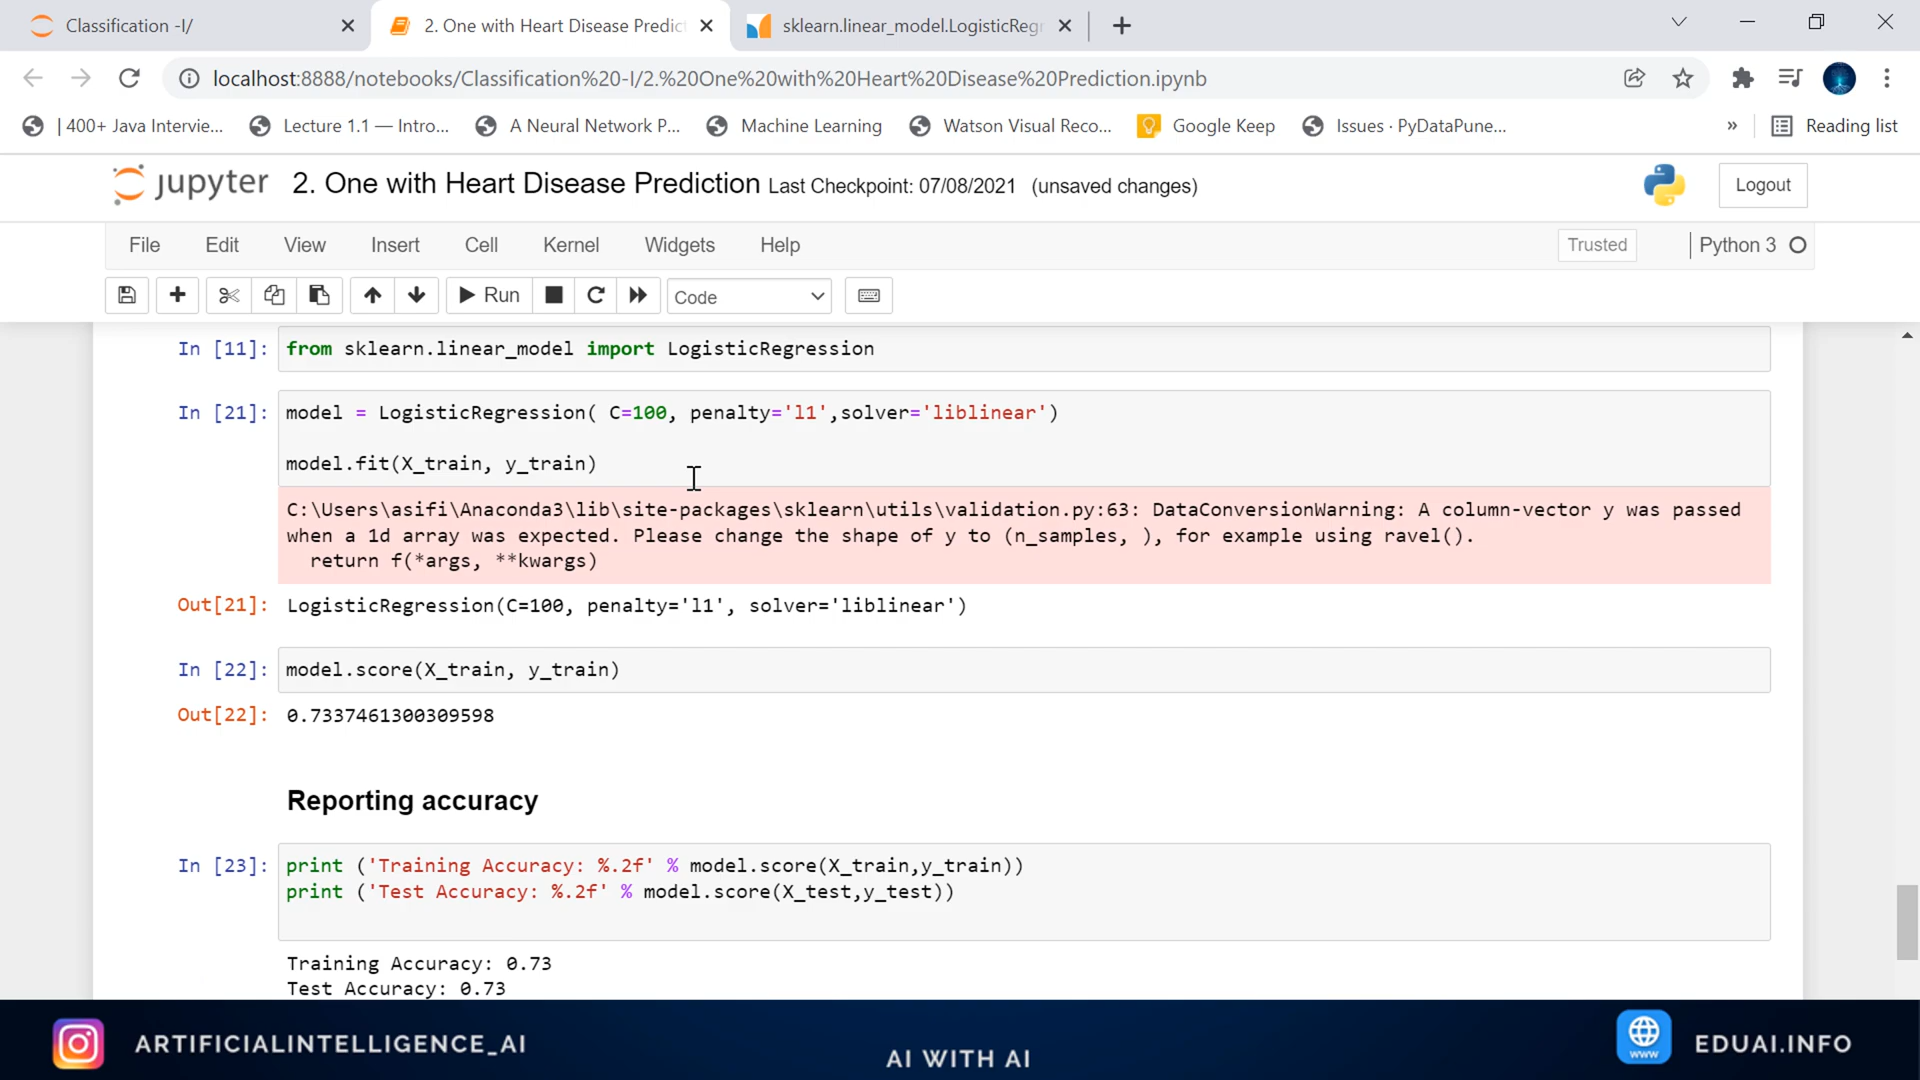 Classification -I/
2. One with Heart Disease Predict
sklearn.linear_model.LogisticRegr
localhost:8888/notebooks/Classification%20-I/2.%20One%20with%20Heart%20Disease%20Prediction.ipynb
| 400+ Java Intervie...
Lecture 1.1 — Intro...
A Neural Network P...
Machine Learning
Watson Visual Reco...
Google Keep
Issues · PyDataPune...
»
Reading list
jupyter
2. One with Heart Disease Prediction Last Checkpoint: 07/08/2021 (unsaved changes)
Logout
File Edit View Insert Cell Kernel Widgets Help
Trusted
Python 3
Run
Code
In [11]: from sklearn.linear_model import LogisticRegression
In [21]: model = LogisticRegression( C=100, penalty='l1',solver='liblinear')
model.fit(X_train, y_train)
C:\Users\asifi\Anaconda3\lib\site-packages\sklearn\utils\validation.py:63: DataConversionWarning: A column-vector y was passed
when a 1d array was expected. Please change the shape of y to (n_samples, ), for example using ravel().
return f(*args, **kwargs)
Out[21]: LogisticRegression(C=100, penalty='l1', solver='liblinear')
In [22]: model.score(X_train, y_train)
Out[22]: 0.7337461300309598
Reporting accuracy
In [23]: print ('Training Accuracy: %.2f' % model.score(X_train,y_train))
print ('Test Accuracy: %.2f' % model.score(X_test,y_test))
Training Accuracy: 0.73
Test Accuracy: 0.73
ARTIFICIALINTELLIGENCE_AI
AI WITH AI
WWW
EDUAI.INFO